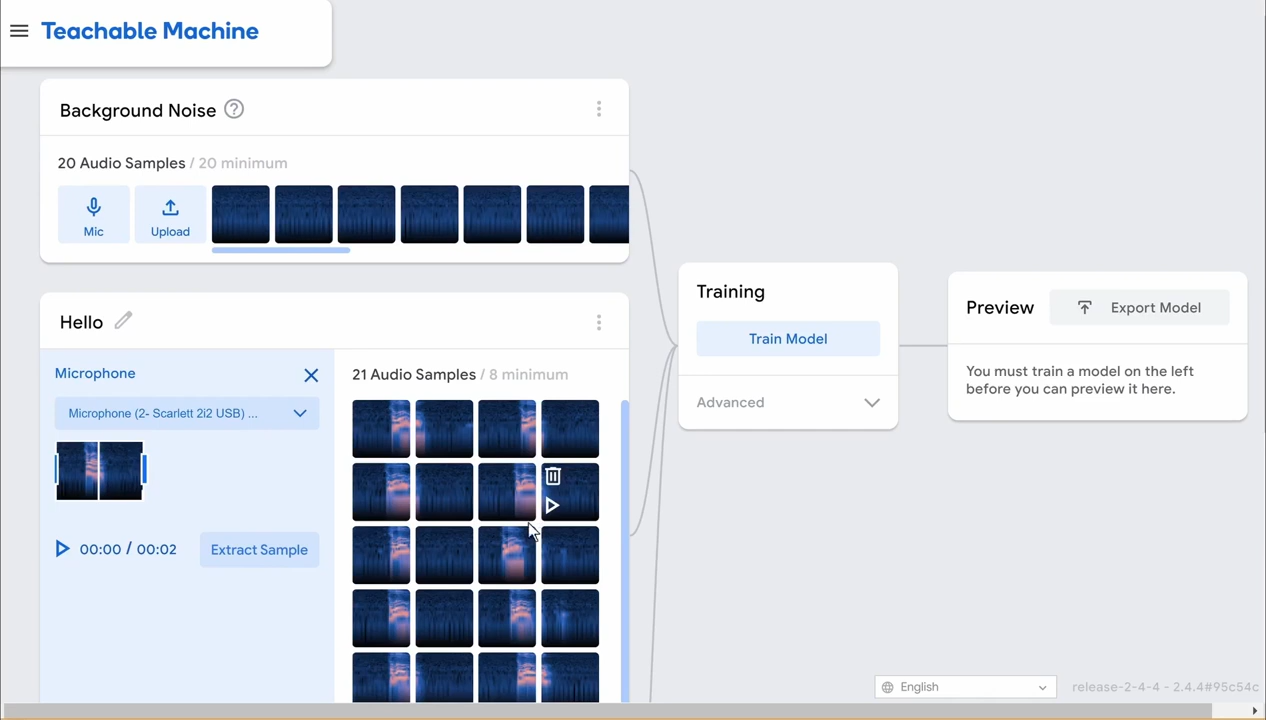 Teachable Machine
Background Noise
20 Audio Samples / 20 minimum
Mic
Upload
Hello
Microphone
Microphone (2- Scarlett 2i2 USB) ...
00:00 / 00:02
Extract Sample
21 Audio Samples / 8 minimum
Training
Train Model
Advanced
Preview
Export Model
You must train a model on the left
before you can preview it here.
English
release-2-4-4 - 2.4.4#95c54c